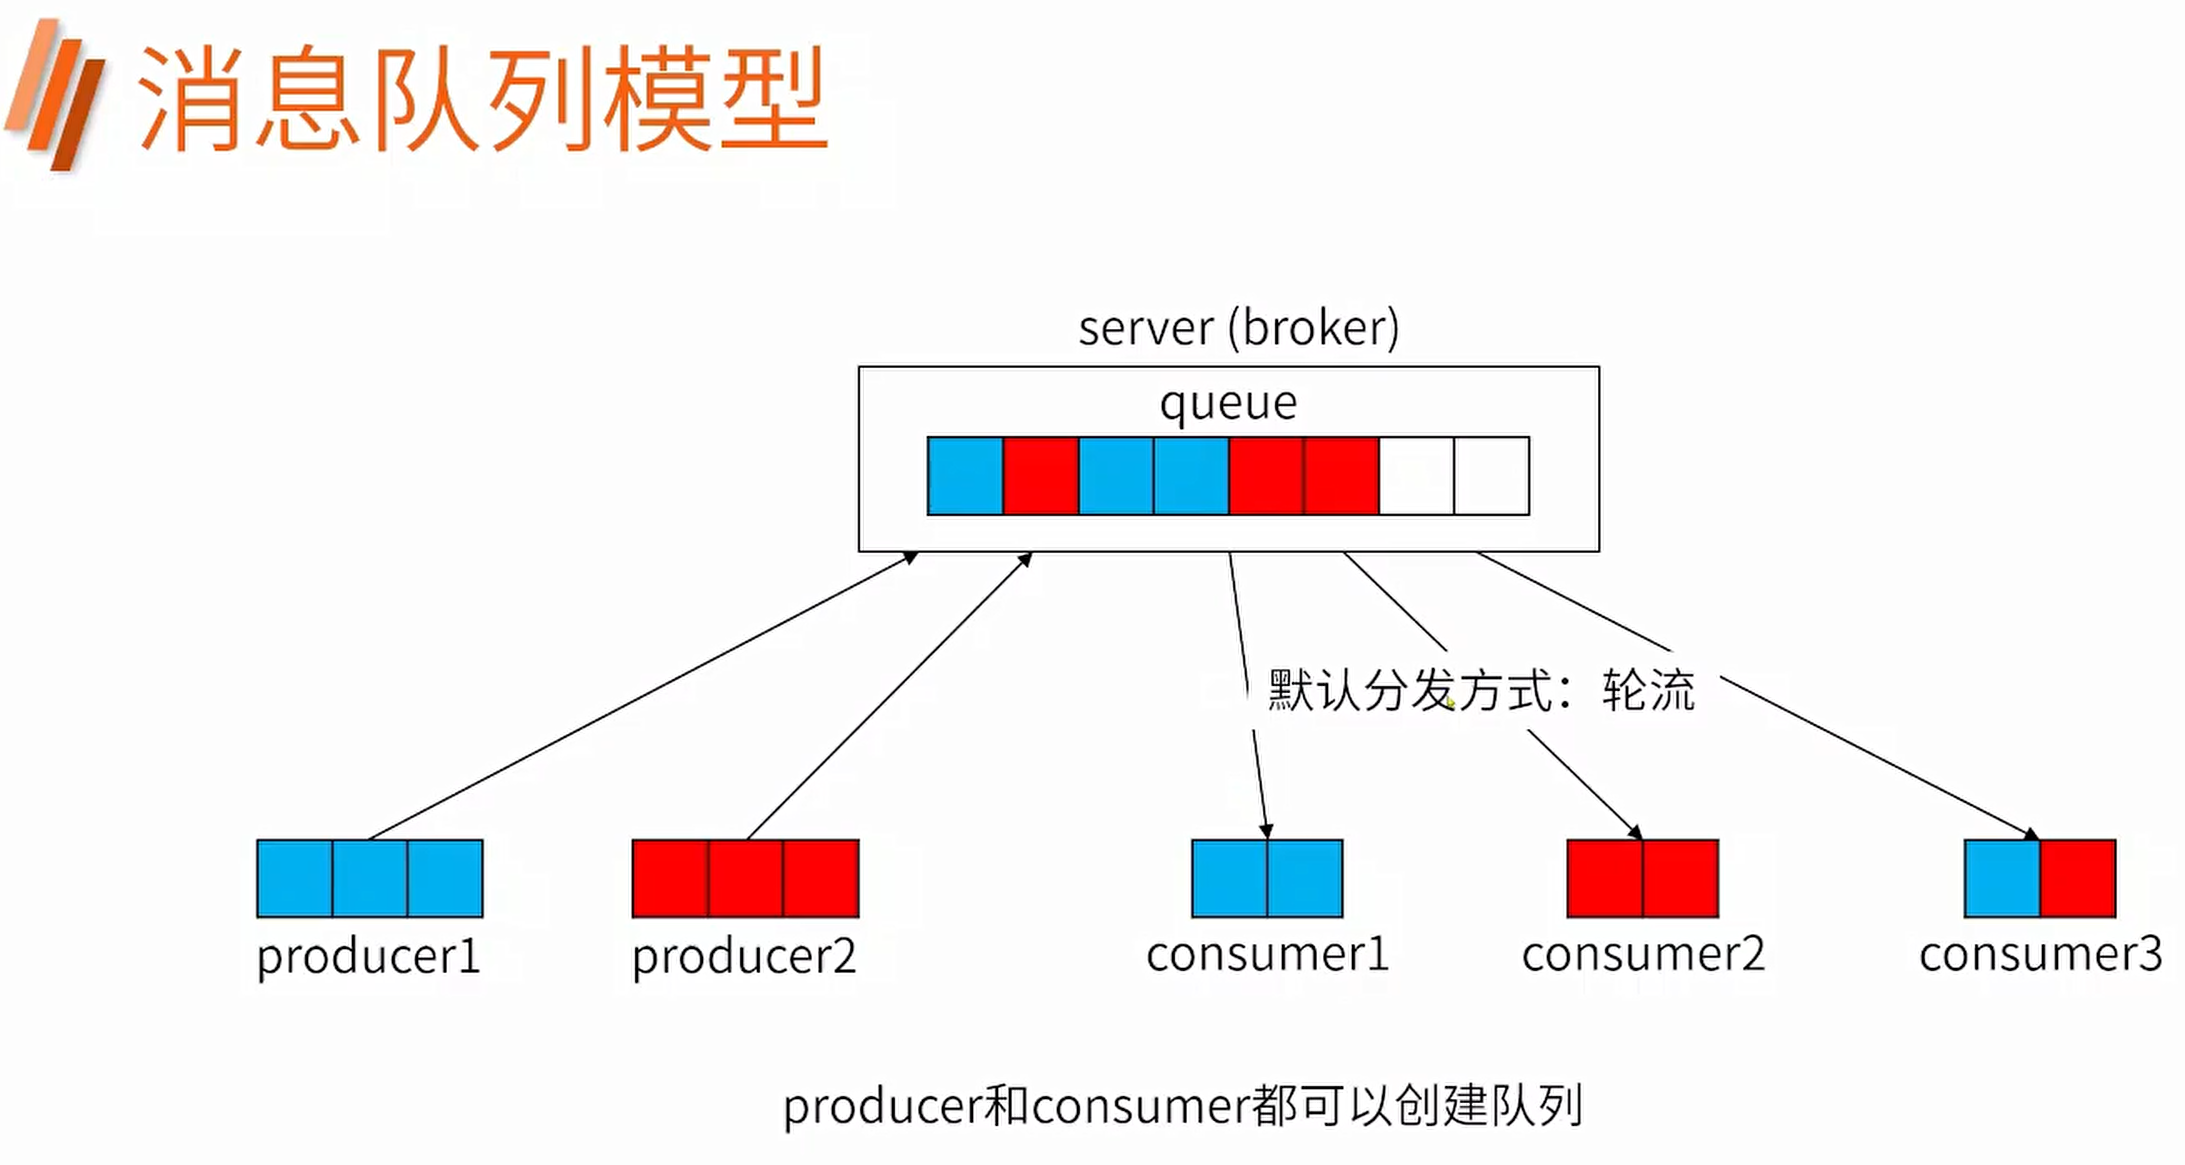 消息队列模型
server (broker)
queue
默认分发方式：轮流
producer1
producer2
consumer1
consumer2
consumer3
producer和consumer都可以创建队列